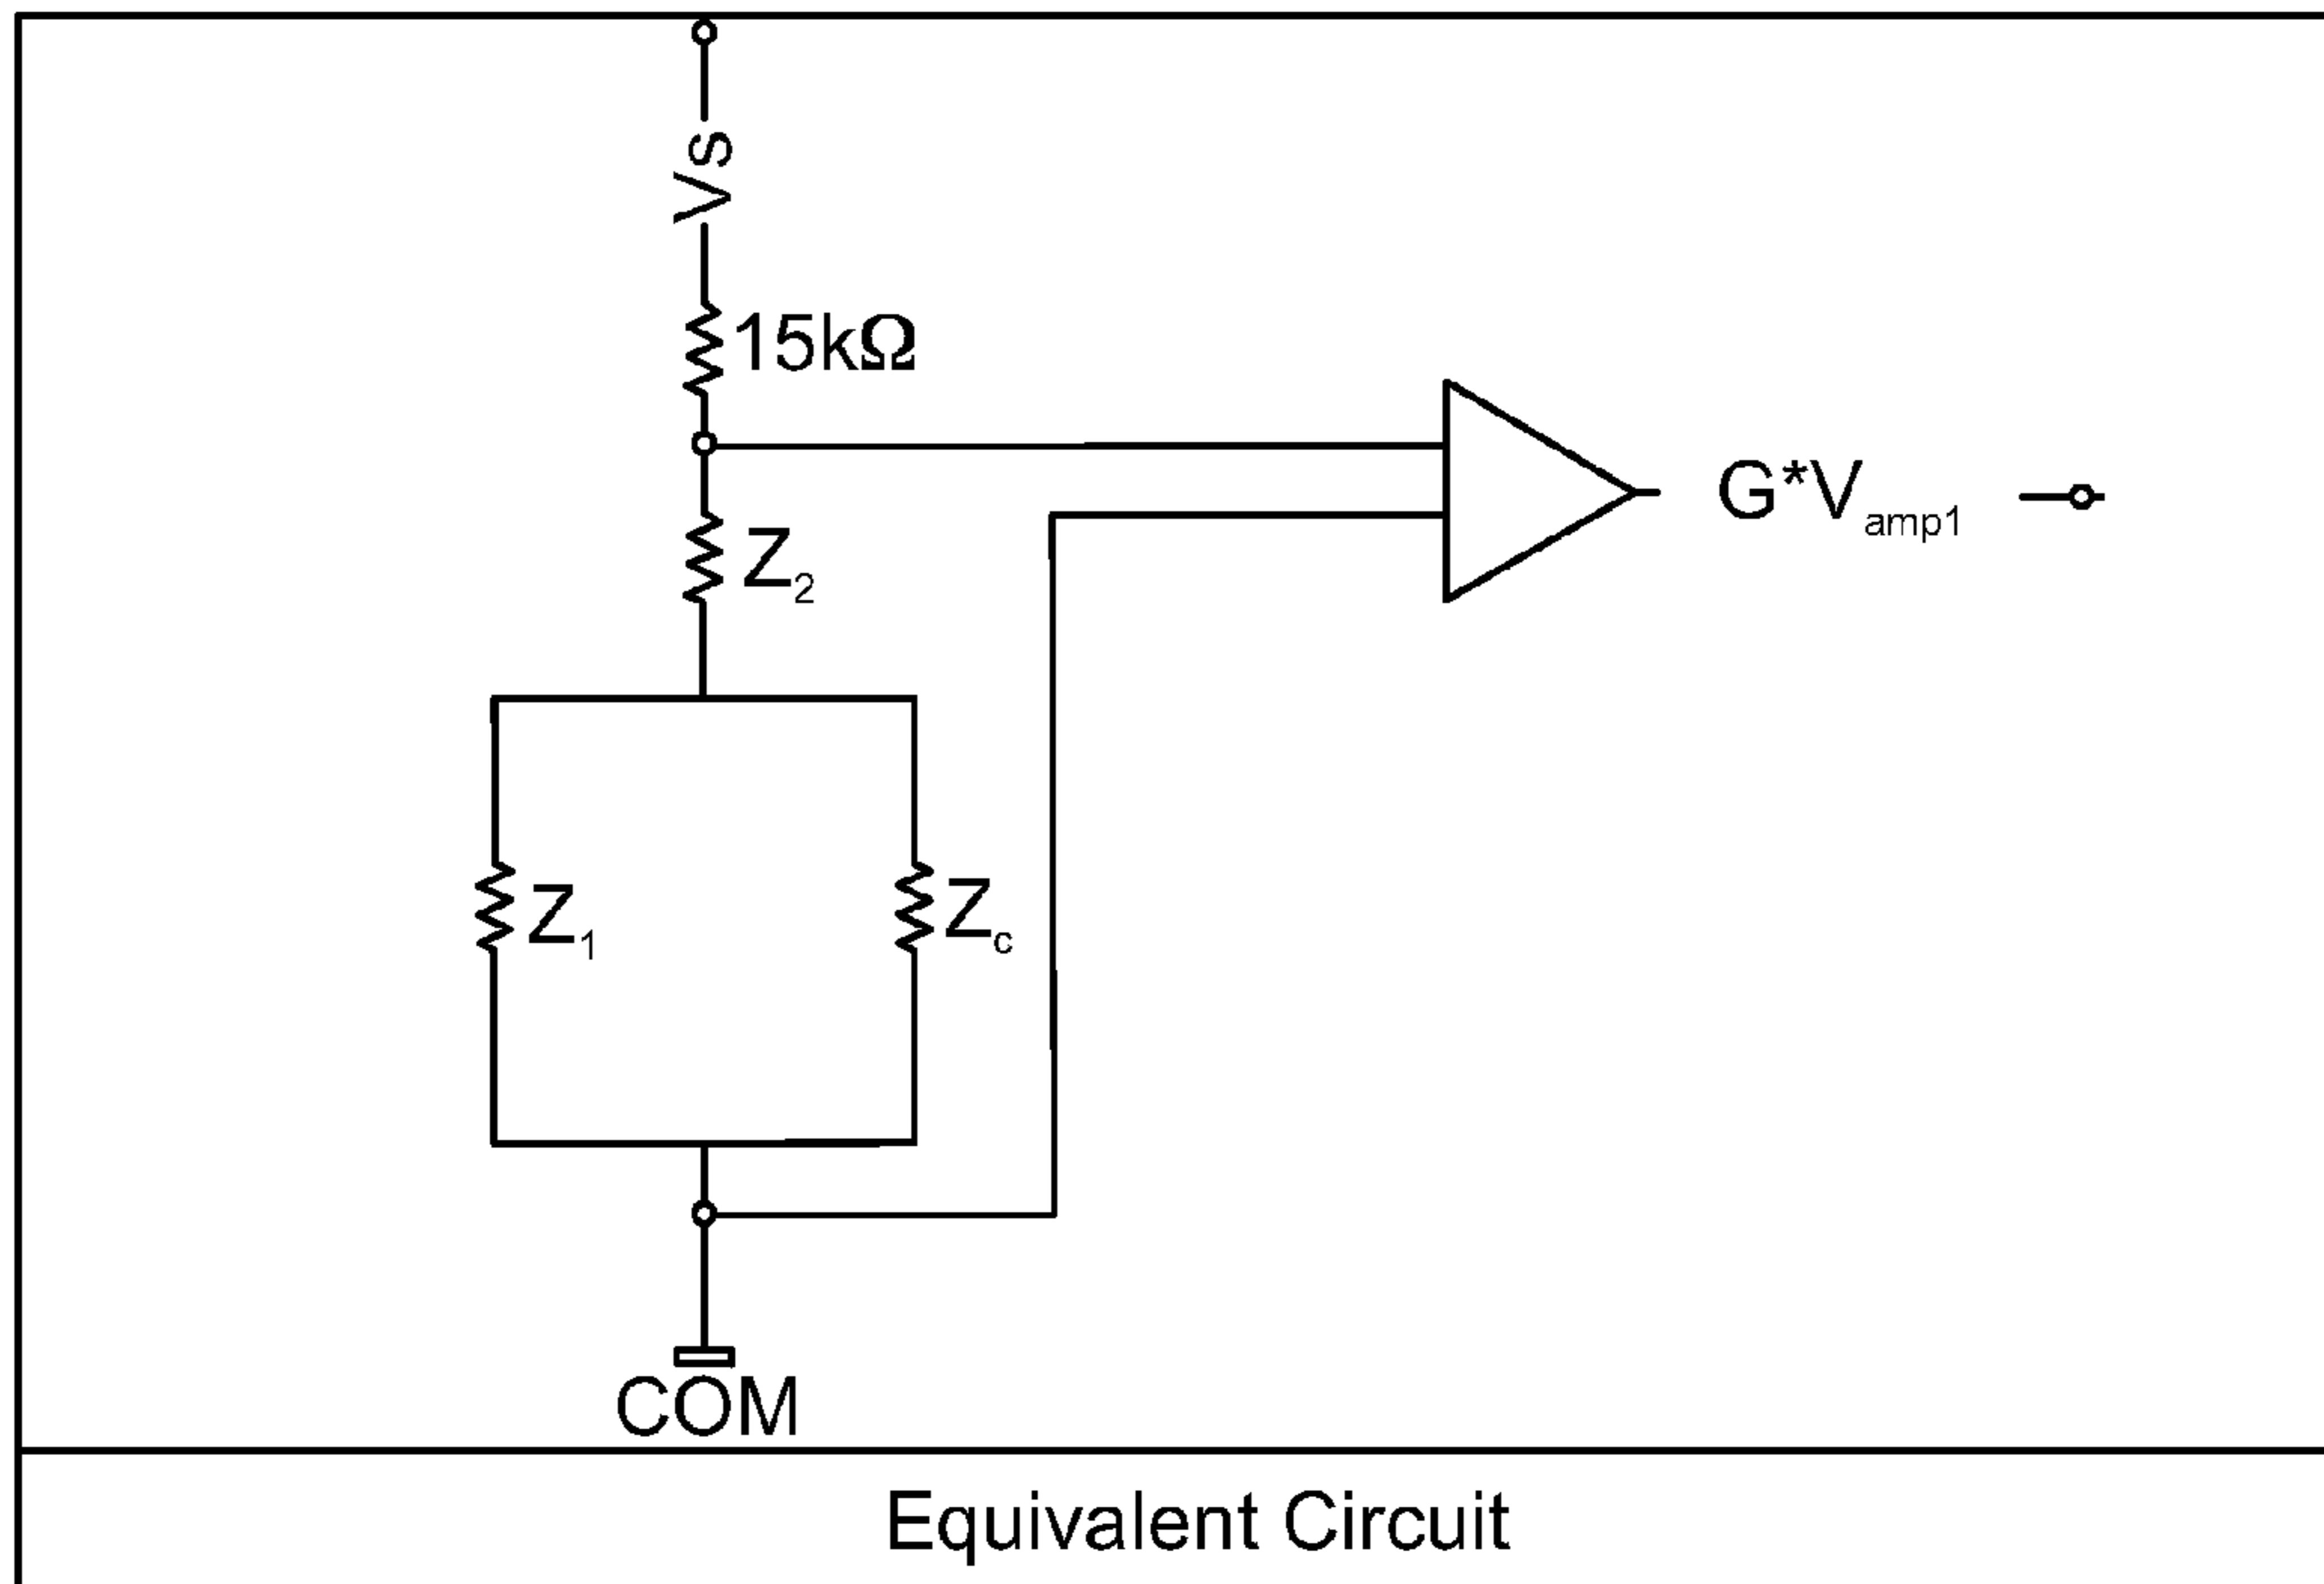 Vs
15kΩ
G*Vamp1
Z2
Z1
Zc
COM
Equivalent Circuit